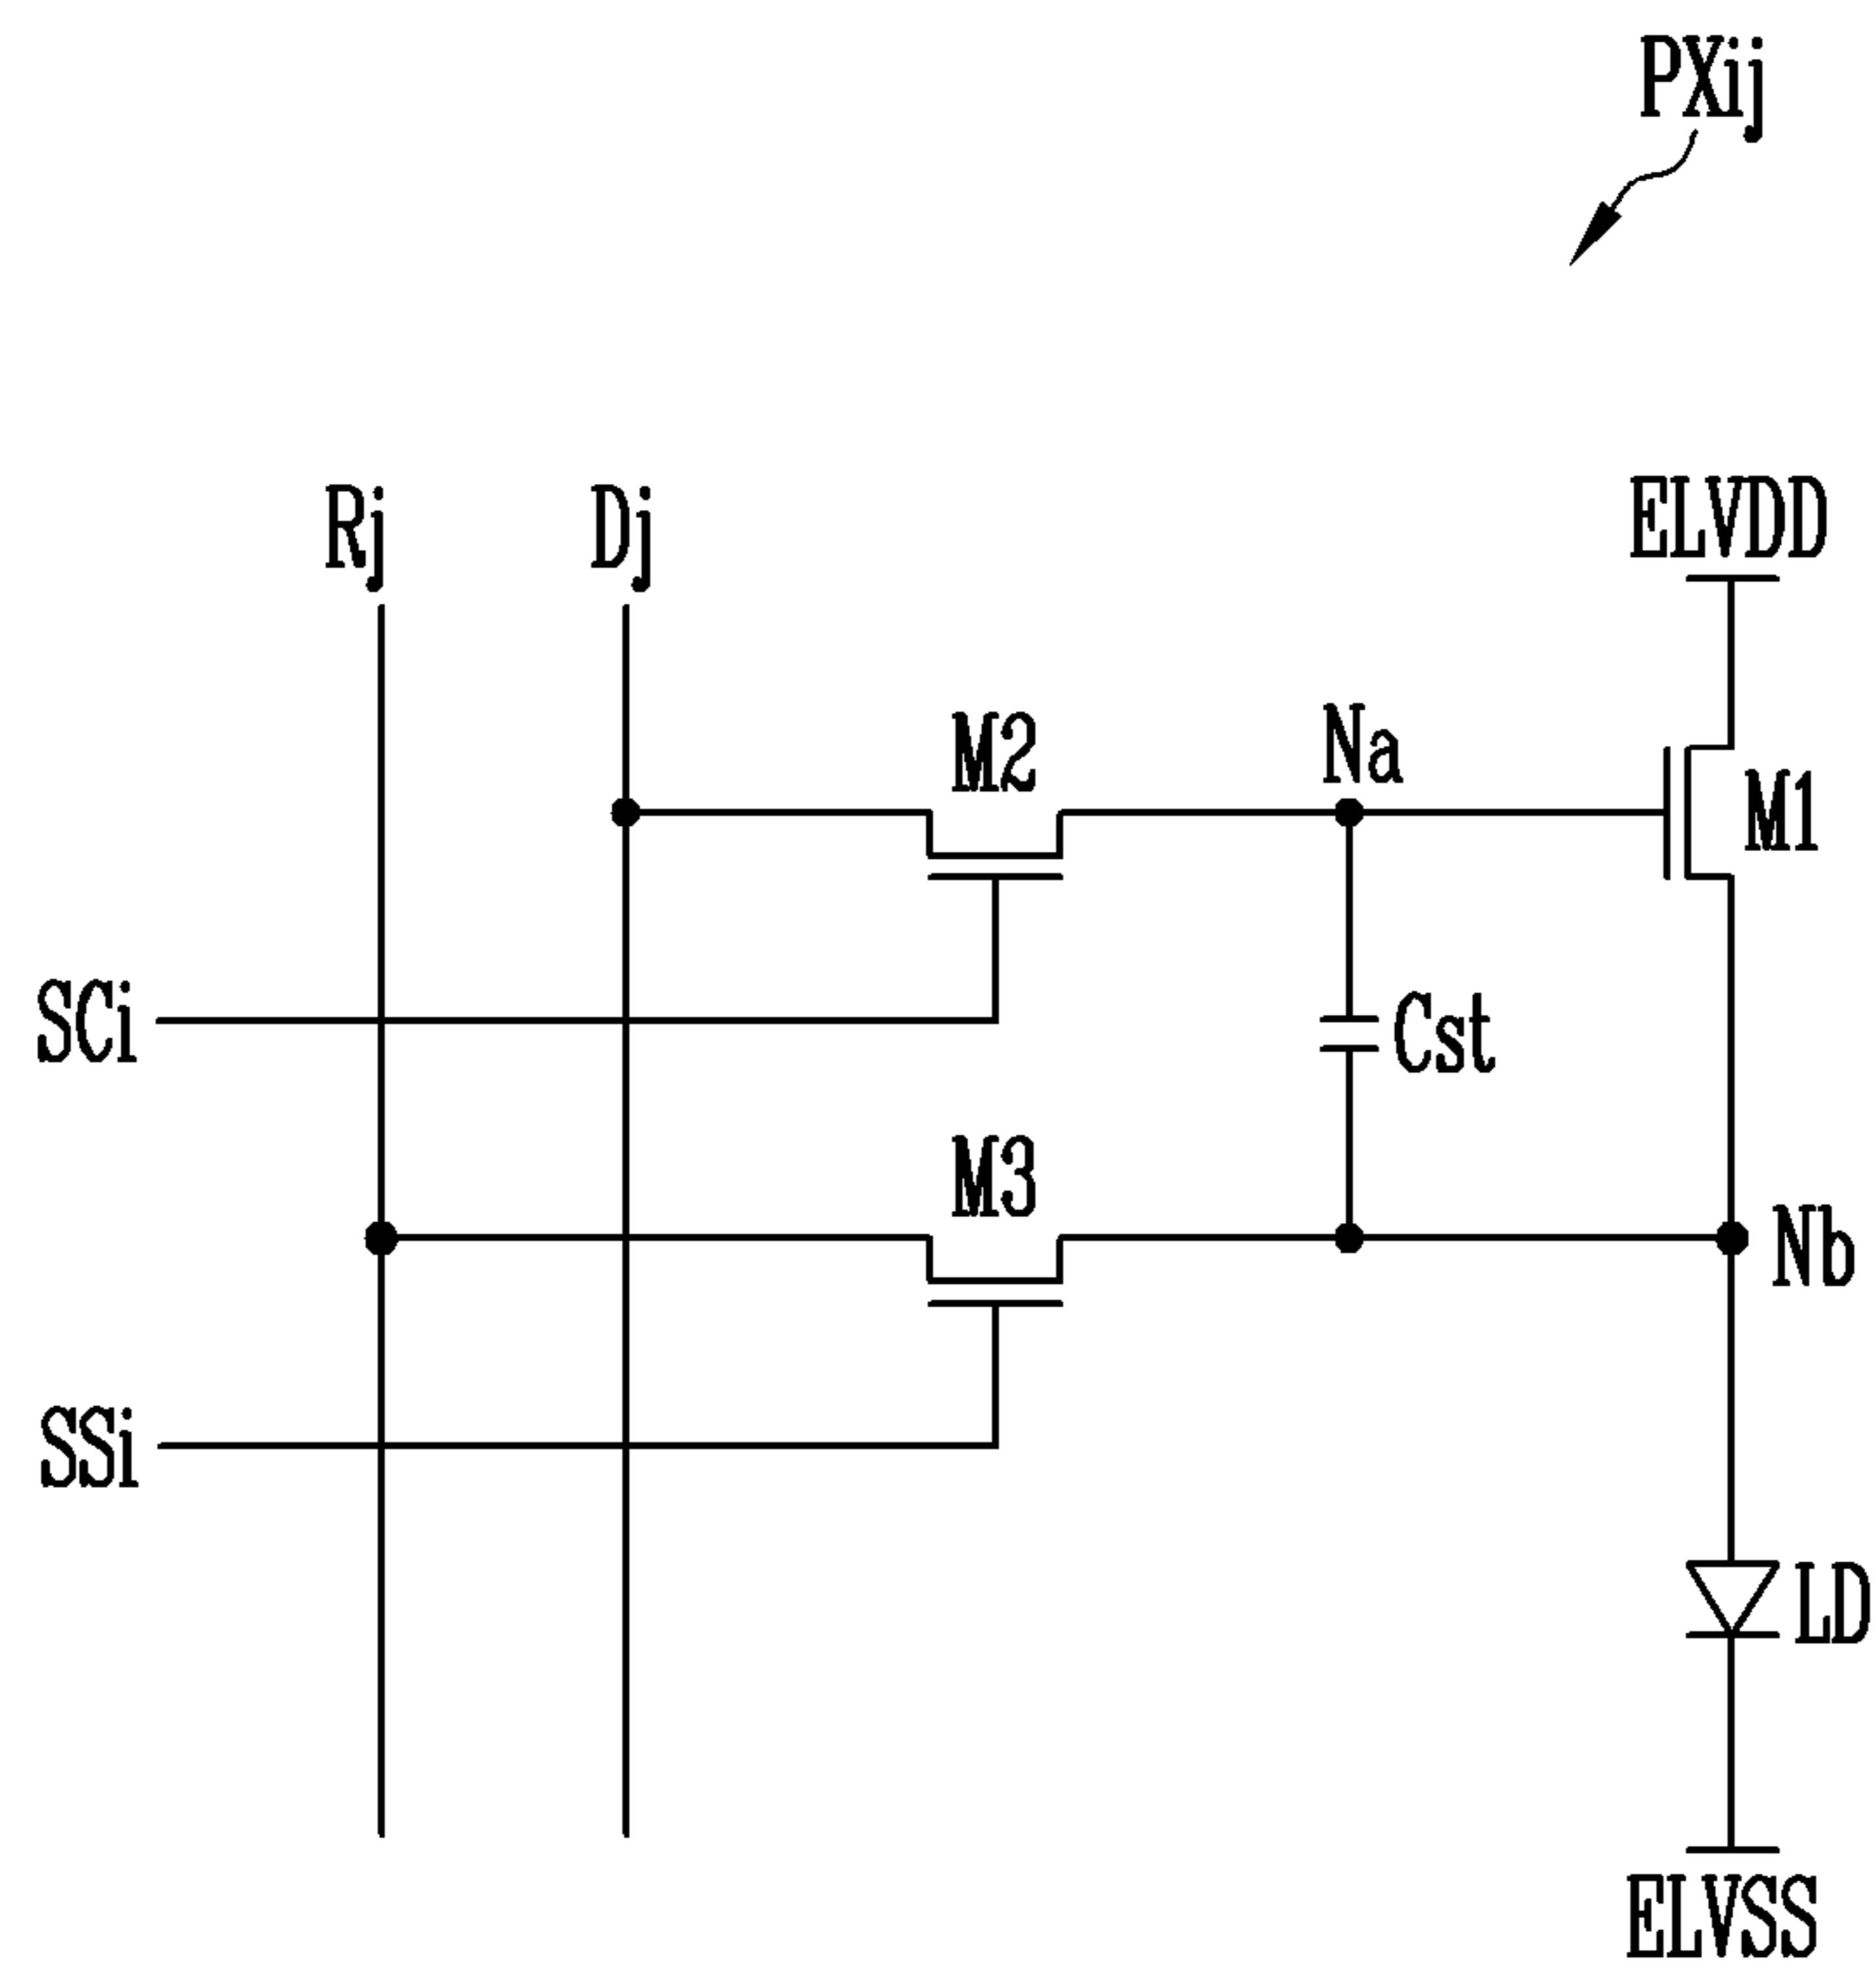 PXij
Rj
Dj
ELVDD
M2
Na
M1
SCi
Cst
M3
Nb
SSi
LD
ELVSS